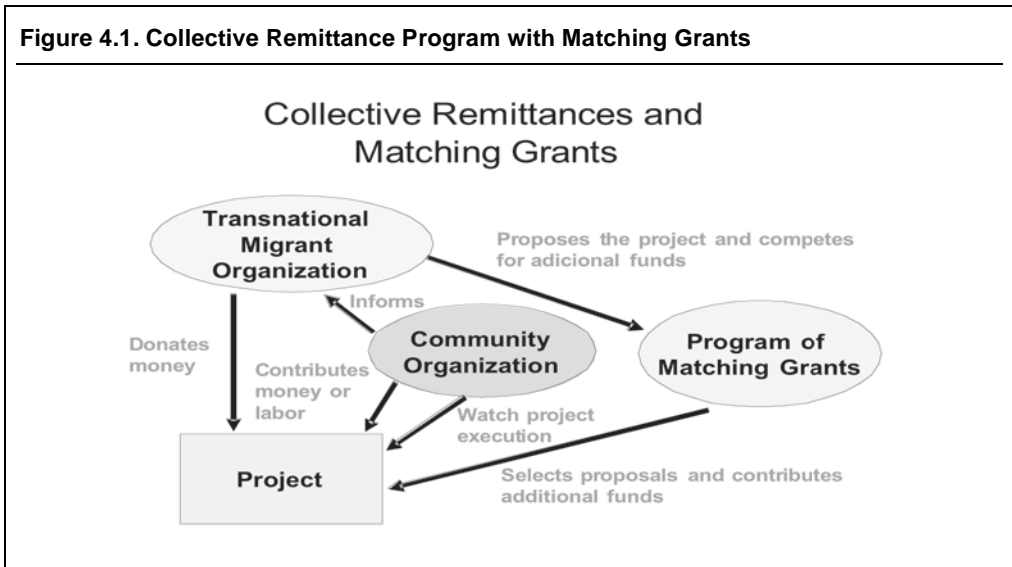 Figure 4.1. Collective Remittance Program with Matching Grants
Collective Remittances and
Matching Grants
Transnational
Migrant
Organization
Proposes the project and competes
for adicional funds
Informs
Community
Organization
Program of
Matching Grants
Donates
money
Contributes
money or
labor
Watch project
execution
Project
Selects proposals and contributes
additional funds